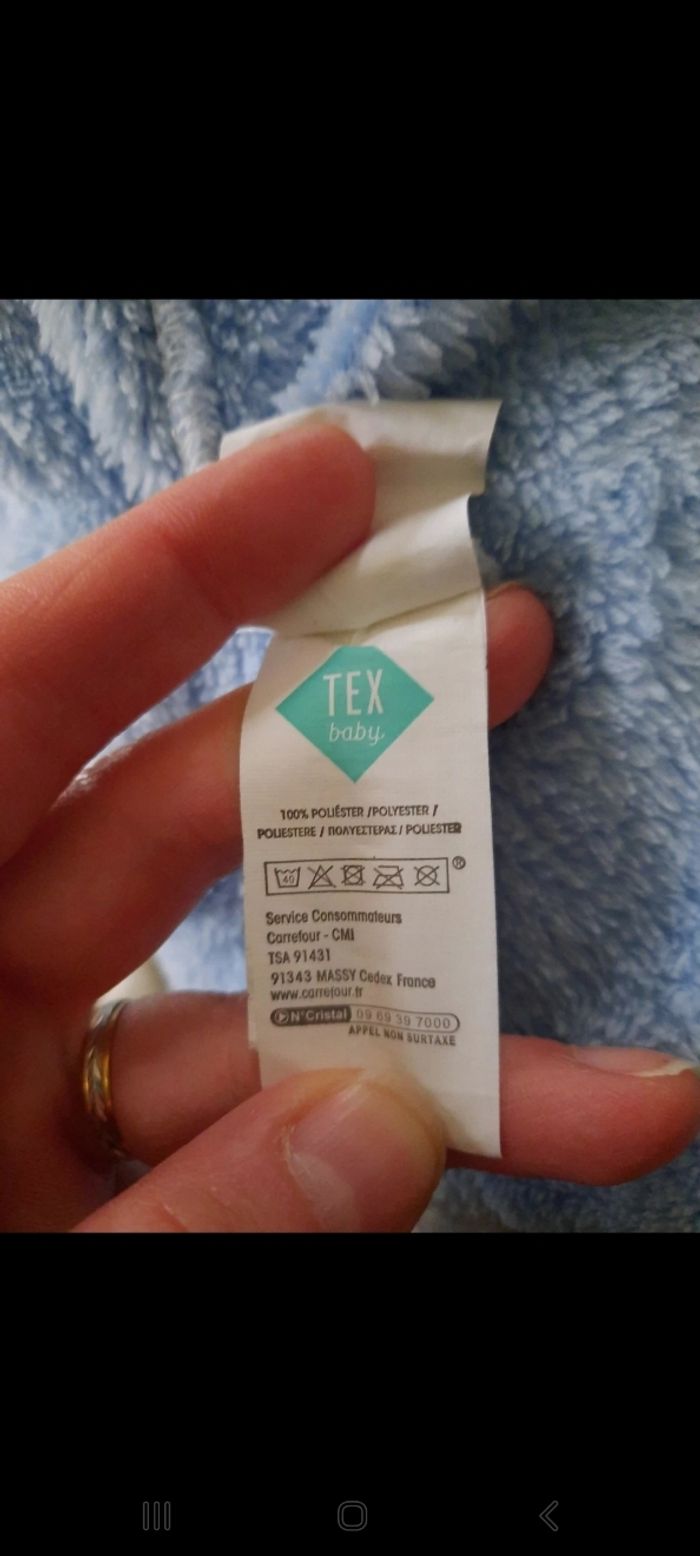 TEX
baby
100% POLIÉSTER /POLYESTER /
POLIESTERE / ΠΟΛΥΕΣΤΕΡΑΣ / POLIESTER
40
®
Service Consommateurs
Carrefour - CMI
TSA 91431
91343 MASSY Cedex France
www.carrefour.fr
N°Cristal 09 69 39 7000
APPEL NON SURTAXE